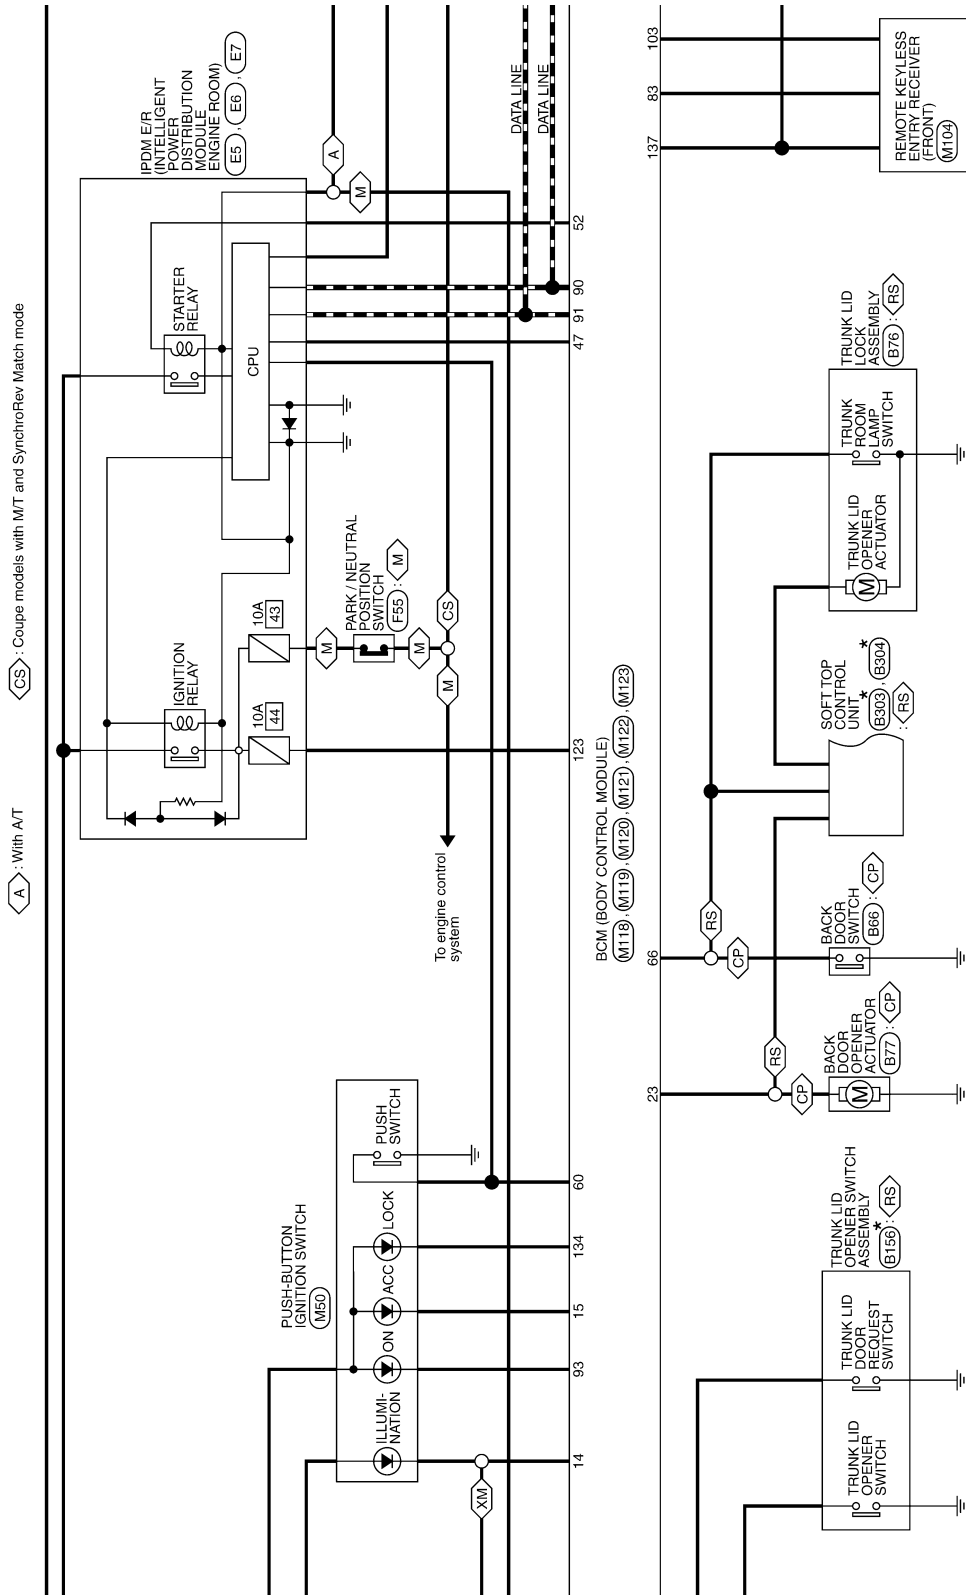 A : With A/T
CS : Coupe models with M/T and SynchroRev Match mode
IPDM E/R
(INTELLIGENT
POWER
DISTRIBUTION
MODULE
ENGINE ROOM)
E5 , E6 , E7
IGNITION
RELAY
STARTER
RELAY
CPU
10A
44
10A
43
A
M
M
PARK / NEUTRAL
POSITION
SWITCH
F55 : M
M
M
CS
To engine control
system
DATA LINE
DATA LINE
PUSH-BUTTON
IGNITION SWITCH
M50
ILLUMI-
NATION
ON
ACC
LOCK
PUSH
SWITCH
XM
14
93
15
134
60
123
47
91
90
52
BCM (BODY CONTROL MODULE)
M118 , M119 , M120 , M121 , M122 , M123
23
66
137
83
103
RS
CP
RS
CP
TRUNK LID
OPENER SWITCH
ASSEMBLY
B156* : RS
TRUNK LID
OPENER
SWITCH
TRUNK LID
DOOR
REQUEST
SWITCH
BACK
DOOR
OPENER
ACTUATOR
B77 : CP
M
BACK
DOOR
SWITCH
B66 : CP
SOFT TOP
CONTROL
UNIT
B303* , B304*
: RS
TRUNK LID
OPENER
ACTUATOR
M
TRUNK
ROOM
LAMP
SWITCH
TRUNK LID
LOCK
ASSEMBLY
B76 : RS
REMOTE KEYLESS
ENTRY RECEIVER
(FRONT)
M104